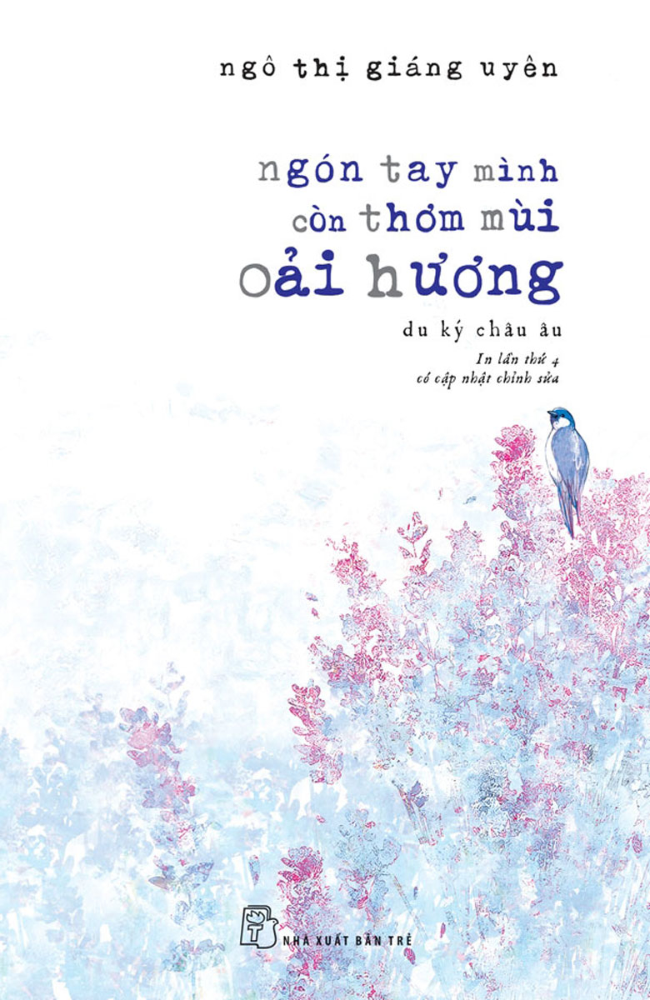 ngô thị giáng uyên
ngón tay mình
còn thơm mùi
oải hương
du ký châu âu
In lần thứ 4
có cập nhật chỉnh sửa
T
NHÀ XUẤT BẢN TRẺ